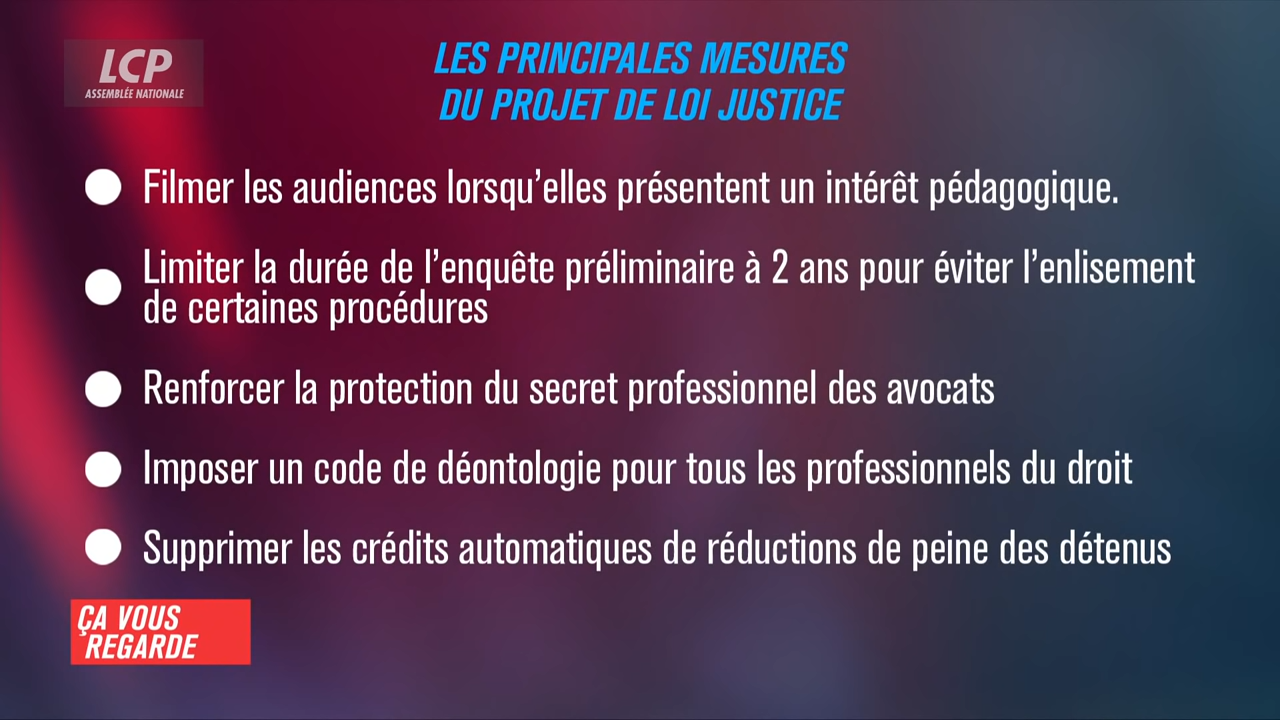 LCP
ASSEMBLÉE NATIONALE
LES PRINCIPALES MESURES
DU PROJET DE LOI JUSTICE
Filmer les audiences lorsqu'elles présentent un intérêt pédagogique.
Limiter la durée de l'enquête préliminaire à 2 ans pour éviter l'enlisement
de certaines procédures
Renforcer la protection du secret professionnel des avocats
Imposer un code de déontologie pour tous les professionnels du droit
Supprimer les crédits automatiques de réductions de peine des détenus
ÇA VOUS
REGARDE